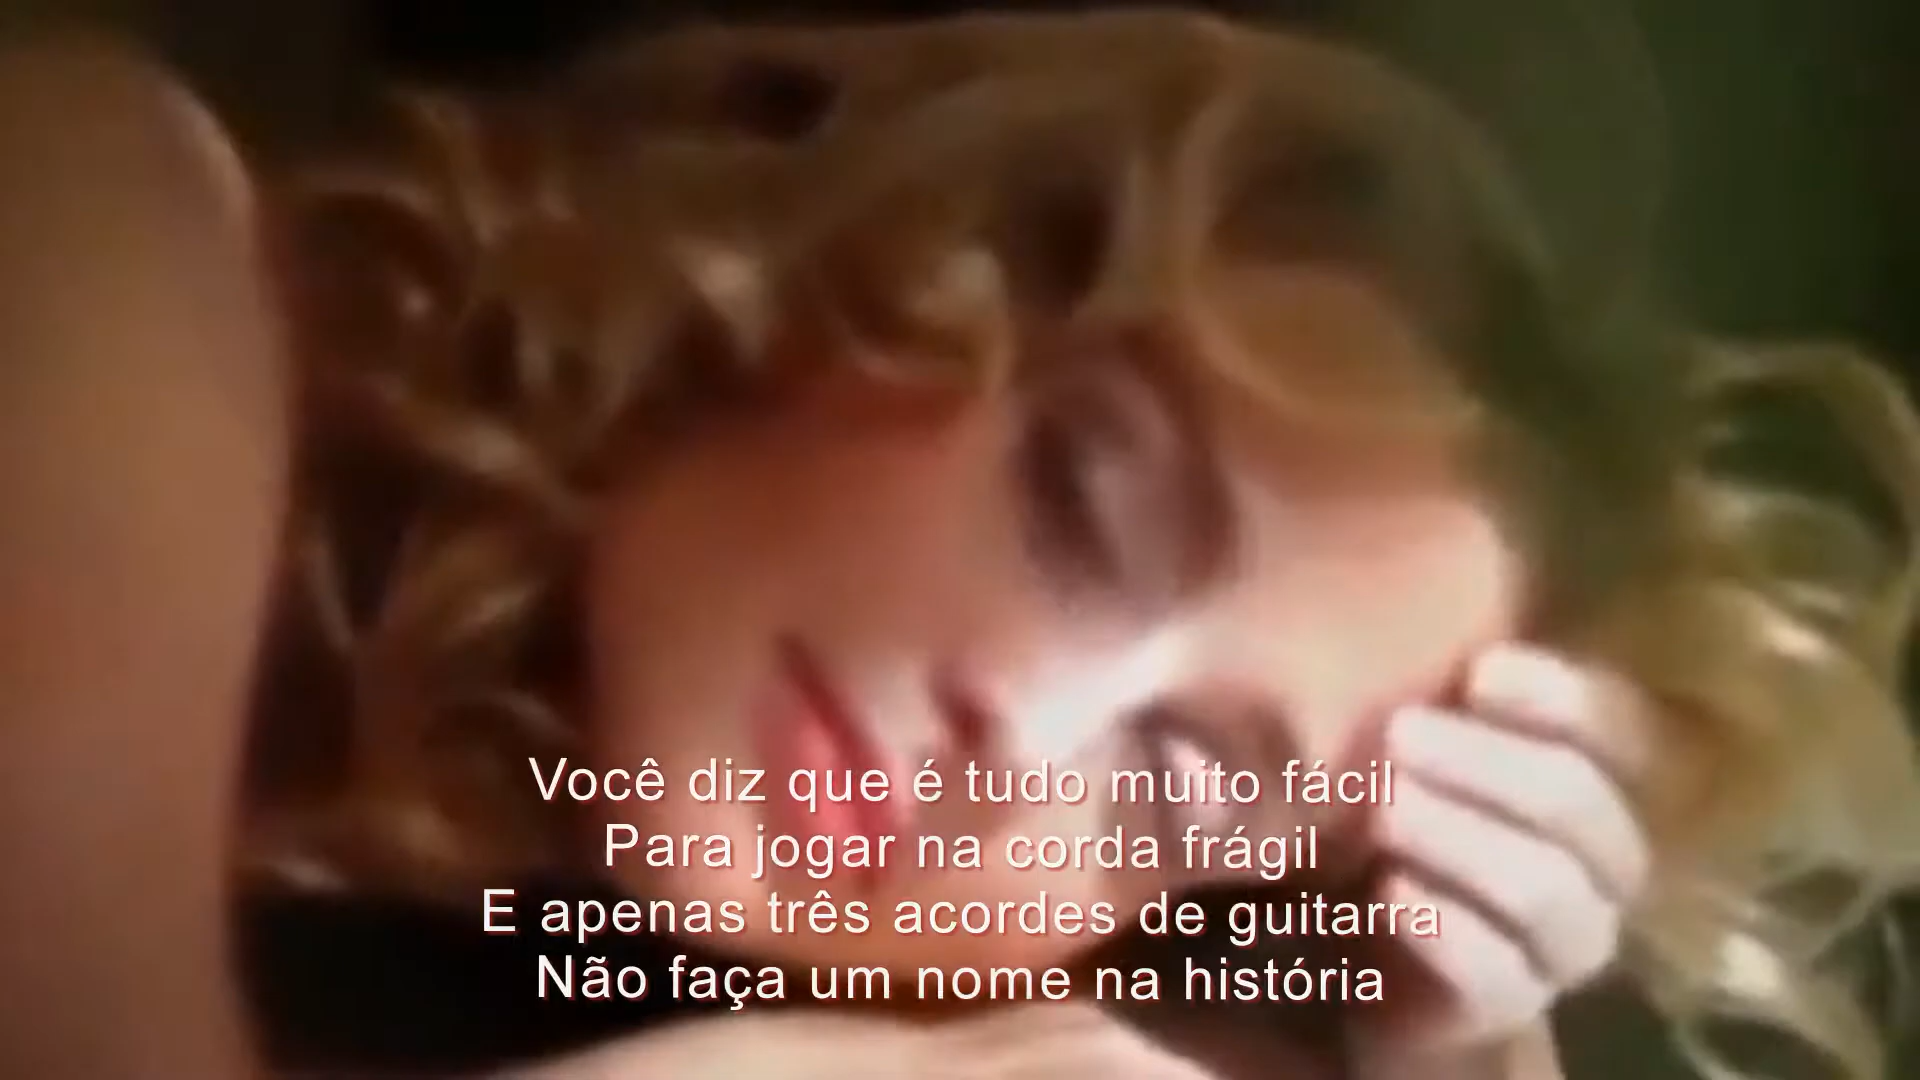 Você diz que é tudo muito fácil
Para jogar na corda frágil
E apenas três acordes de guitarra
Não faça um nome na história